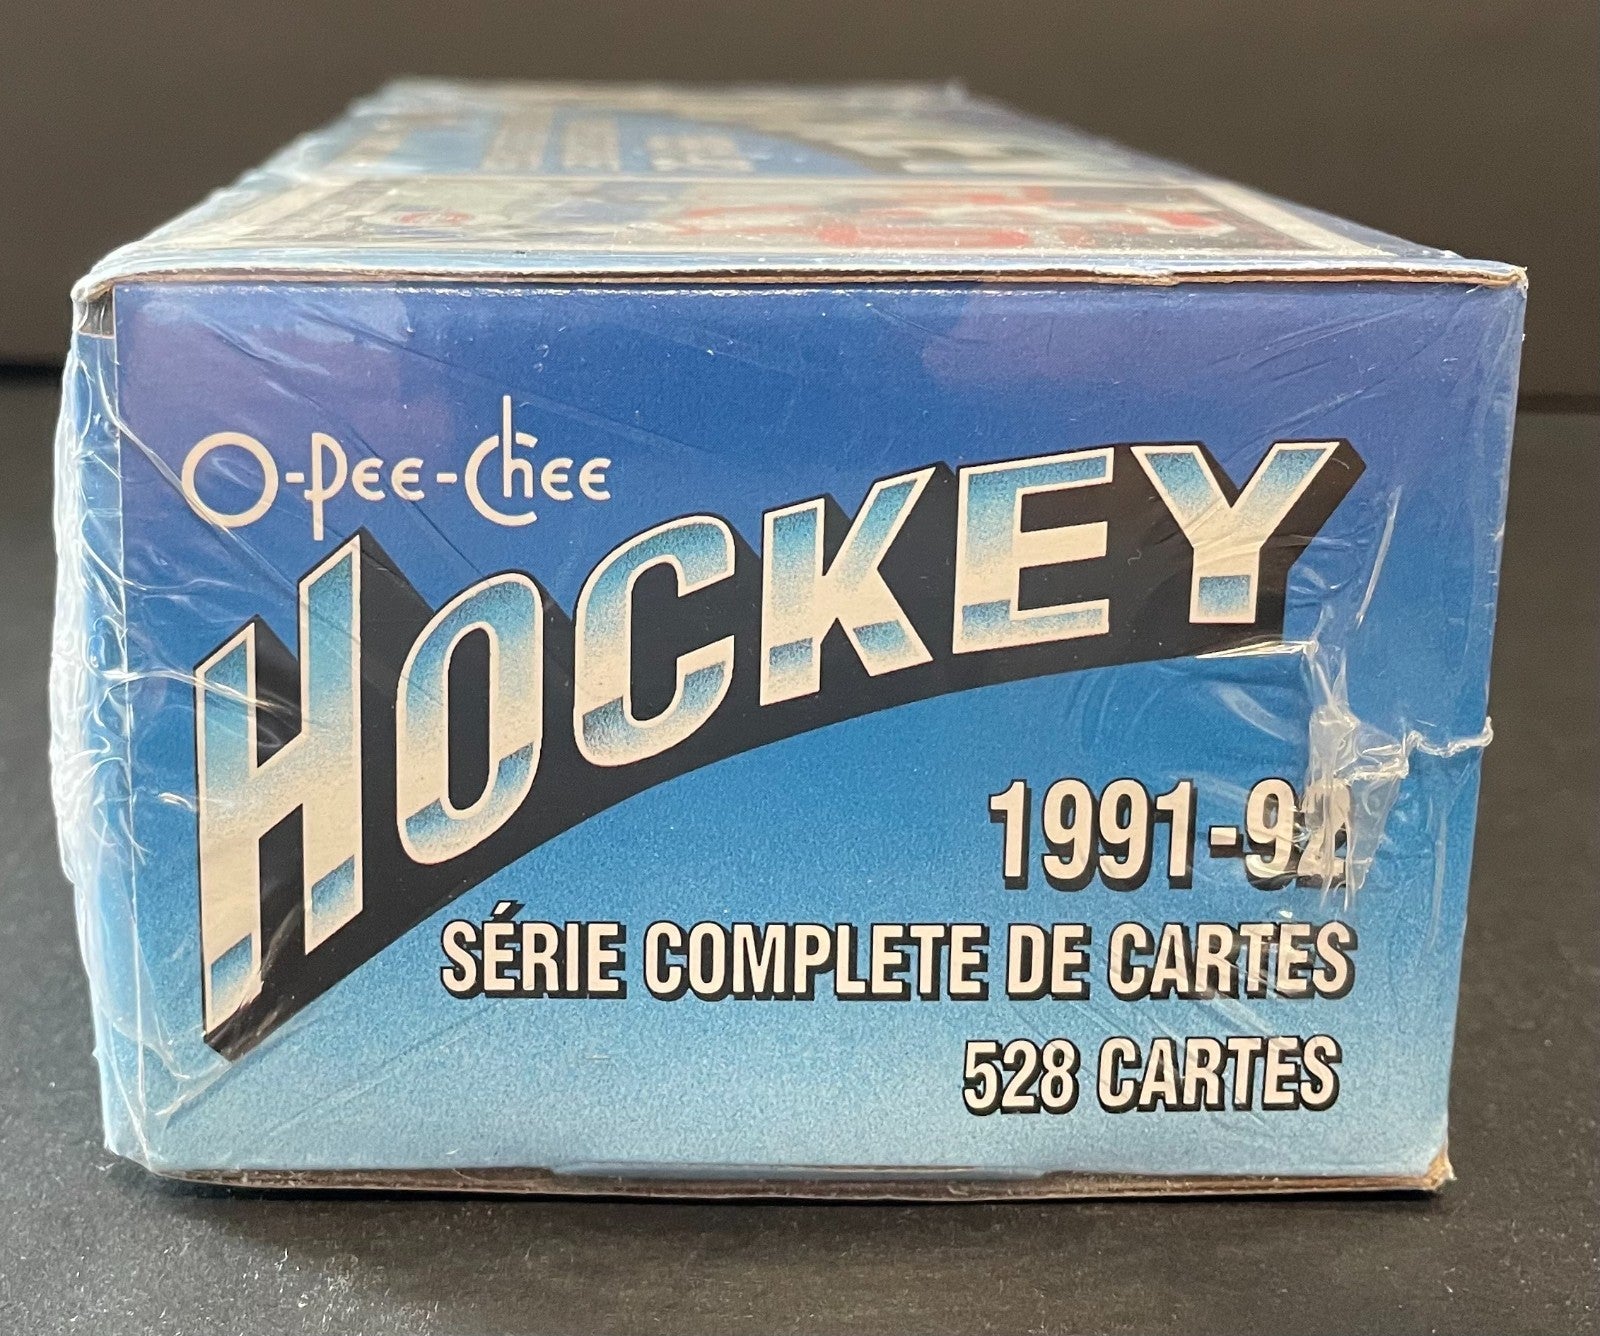 O-Pee-Chee
HOCKEY
1991-92
SÉRIE COMPLETE DE CARTES
528 CARTES